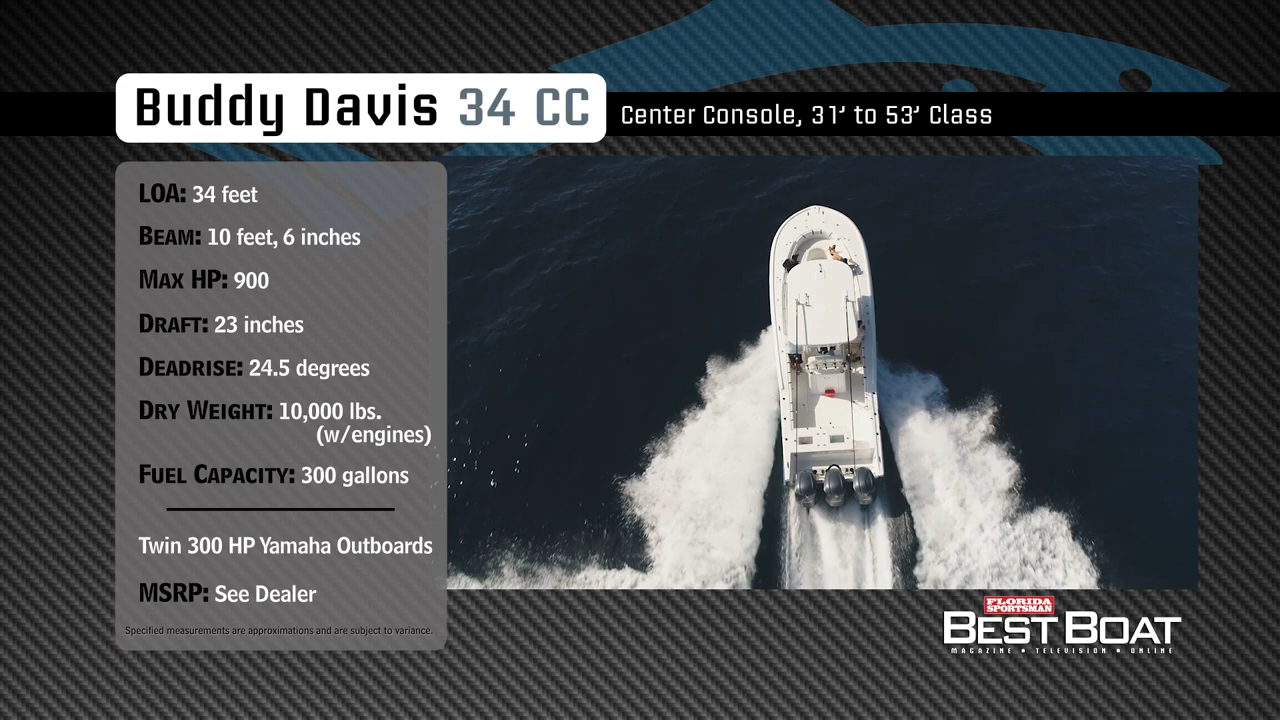 Buddy Davis 34 CC
Center Console, 31’ to 53’ Class
LOA: 34 feet
Beam: 10 feet, 6 inches
Max HP: 900
Draft: 23 inches
Deadrise: 24.5 degrees
Dry Weight: 10,000 lbs.
(w/engines)
Fuel Capacity: 300 gallons
Twin 300 HP Yamaha Outboards
MSRP: See Dealer
Specified measurements are approximations and are subject to variance.
FLORIDA
SPORTSMAN
BEST BOAT
MAGAZINE • TELEVISION • ONLINE